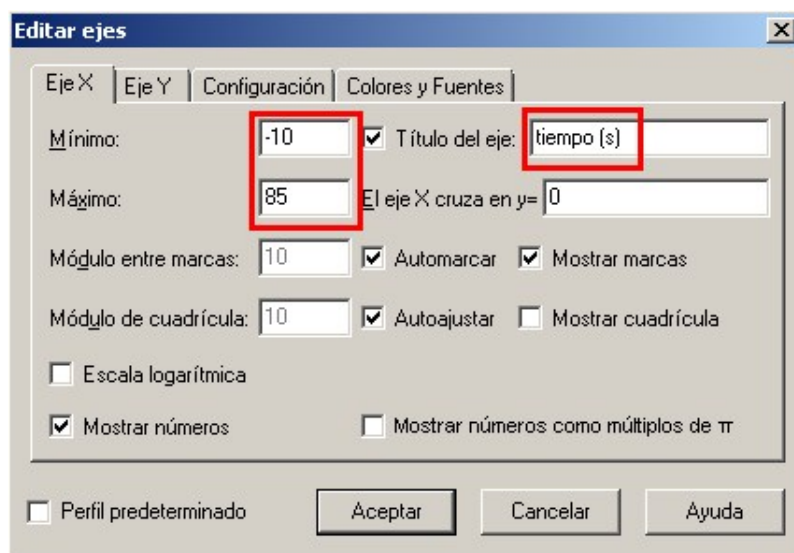 Editar ejes
Eje X Eje Y Configuración Colores y Fuentes
Mínimo: -10 Título del eje: tiempo (s)
Máximo: 85 El eje X cruza en y= 0
Módulo entre marcas: 10 Automarcar Mostrar marcas
Módulo de cuadrícula: 10 Autoajustar Mostrar cuadrícula
Escala logarítmica
Mostrar números Mostrar números como múltiplos de π
Perfil predeterminado Aceptar Cancelar Ayuda